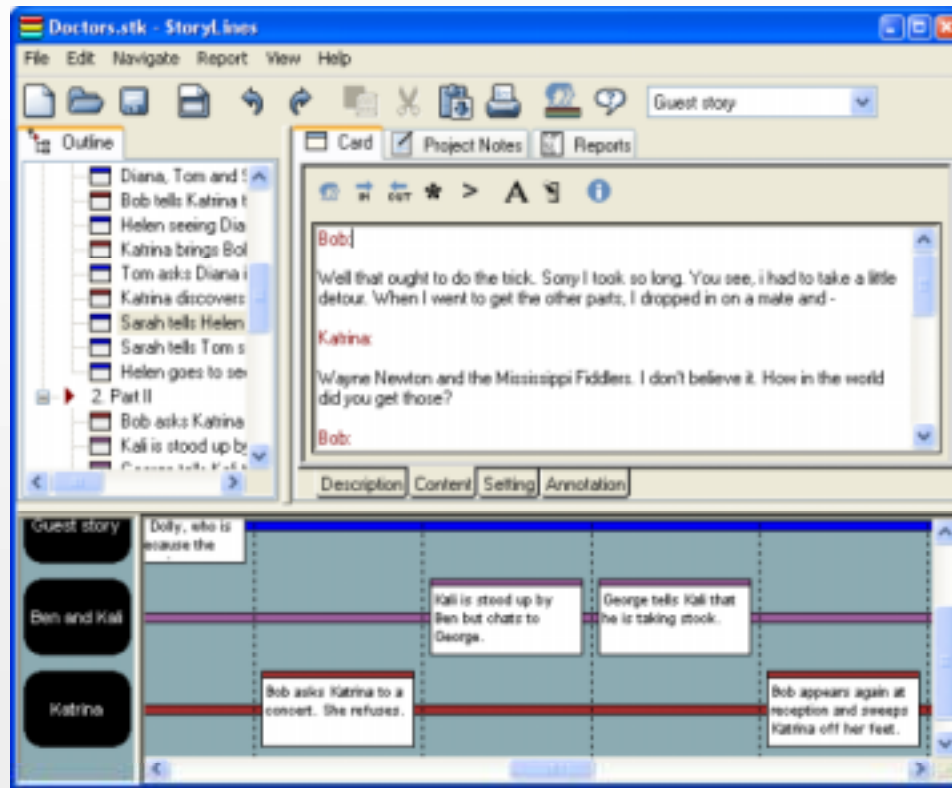 Doctors.stk - StoryLines
File Edit Navigate Report View Help
Guest story
Outline
Card Project Notes Reports
Diana, Tom and
Bob tells Katrina t
Helen seeing Dia
Katrina brings Bo
Tom asks Diana i
Katrina discovers
Sarah tells Helen
Sarah tells Tom s
Helen goes to se
2. Part II
Bob asks Katrina
Kali is stood up by
IN OUT
Bob:
Well that ought to do the trick. Sorry I took so long. You see, i had to take a little
detour. When I went to get the other parts, I dropped in on a mate and -
Katrina:
Wayne Newton and the Mississippi Fiddlers. I don't believe it. How in the world
did you get those?
Bob:
Description Content Setting Annotation
Guest story
Dolly, who is
ecause the
Ben and Kali
Kali is stood up by
Ben but chats to
George.
George tells Kali that
he is taking stock.
Katrina
Bob asks Katrina to a
concert. She refuses.
Bob appears again at
reception and sweeps
Katrina off her feet.